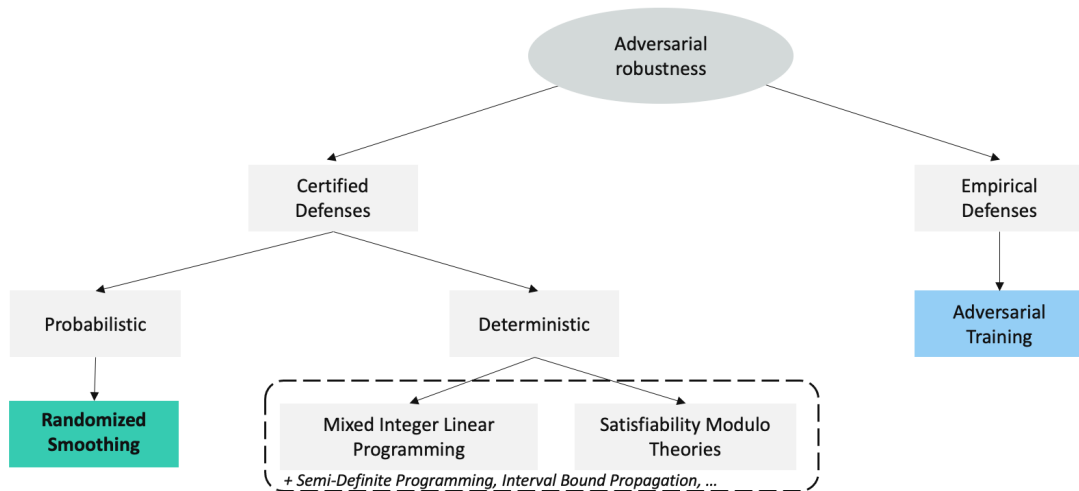 Adversarial
robustness
Certified
Defenses
Empirical
Defenses
Probabilistic
Deterministic
Adversarial
Training
Randomized
Smoothing
Mixed Integer Linear
Programming
Satisfiability Modulo
Theories
+ Semi-Definite Programming, Interval Bound Propagation, ...